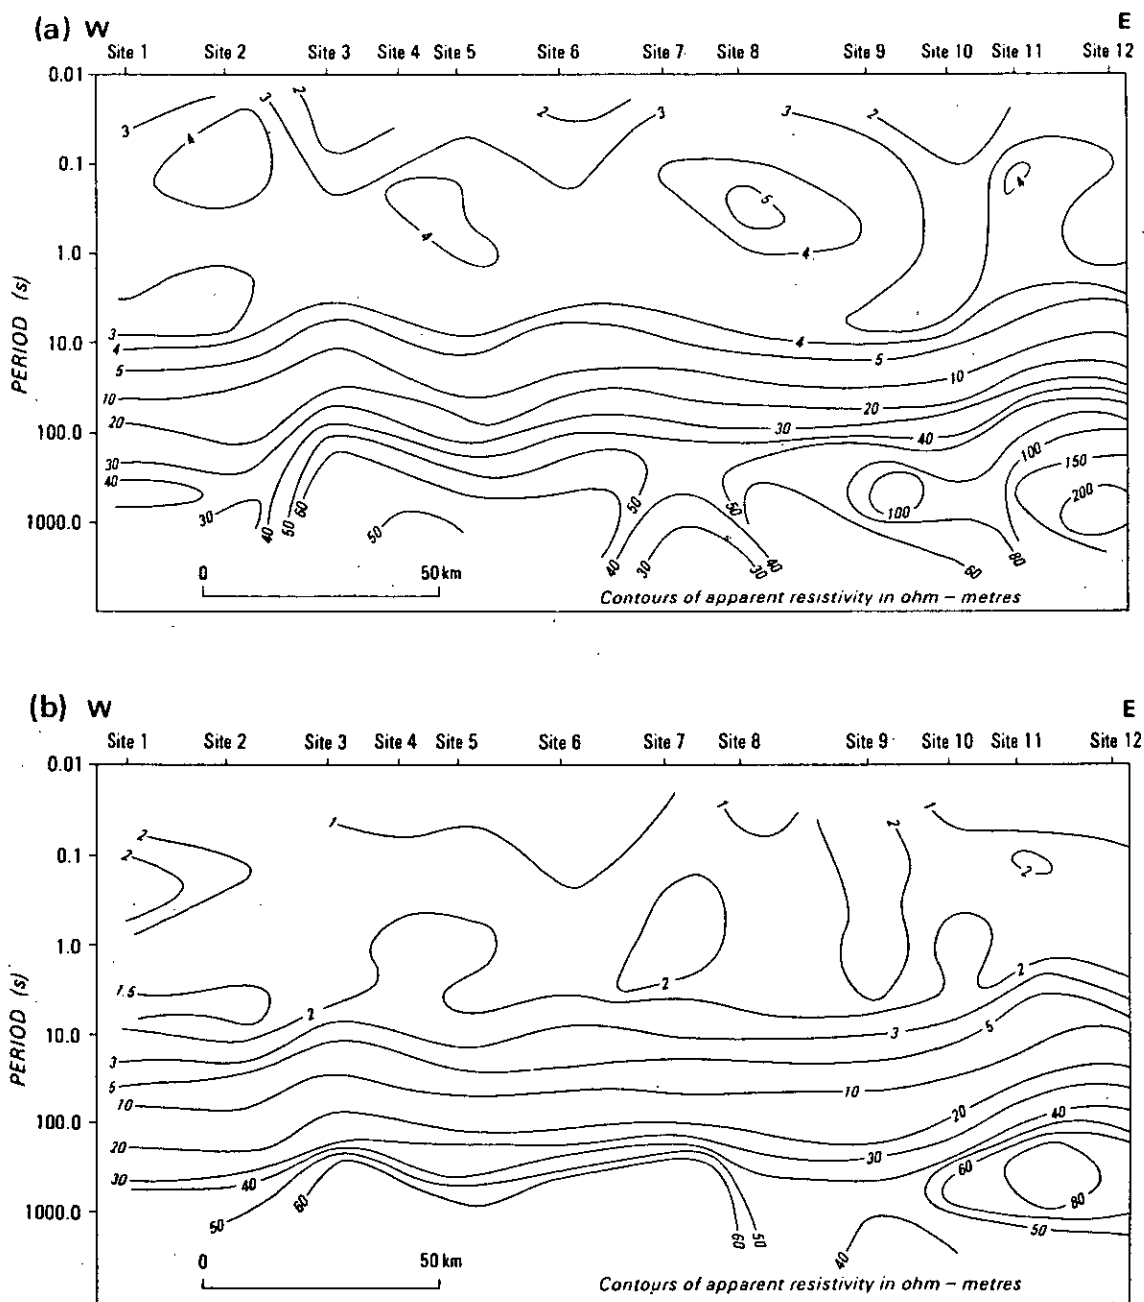 (a) W E
Site 1 Site 2 Site 3 Site 4 Site 5 Site 6 Site 7 Site 8 Site 9 Site 10 Site 11 Site 12
0.01
2 3 2 3 3 2
3 4
0.1
4 5
4 4
1.0
PERIOD (s)
3
4 4 5
10.0
5
10 10
20 20
100.0 30 40
30 100 150
40 50 50 100 200
30 40 50 60
1000.0 50 40 30 30 40 60 80
0 50 km
Contours of apparent resistivity in ohm – metres
(b) W E
Site 1 Site 2 Site 3 Site 4 Site 5 Site 6 Site 7 Site 8 Site 9 Site 10 Site 11 Site 12
0.01
1 1 2 1
2
0.1
2 2
1.0
PERIOD (s)
1.5 2 2 2
10.0 3 5
3
5 10
10
100.0 20 40
20 30
30 40 60 80
1000.0 50 60 60 50 40 50
0 50 km
Contours of apparent resistivity in ohm – metres